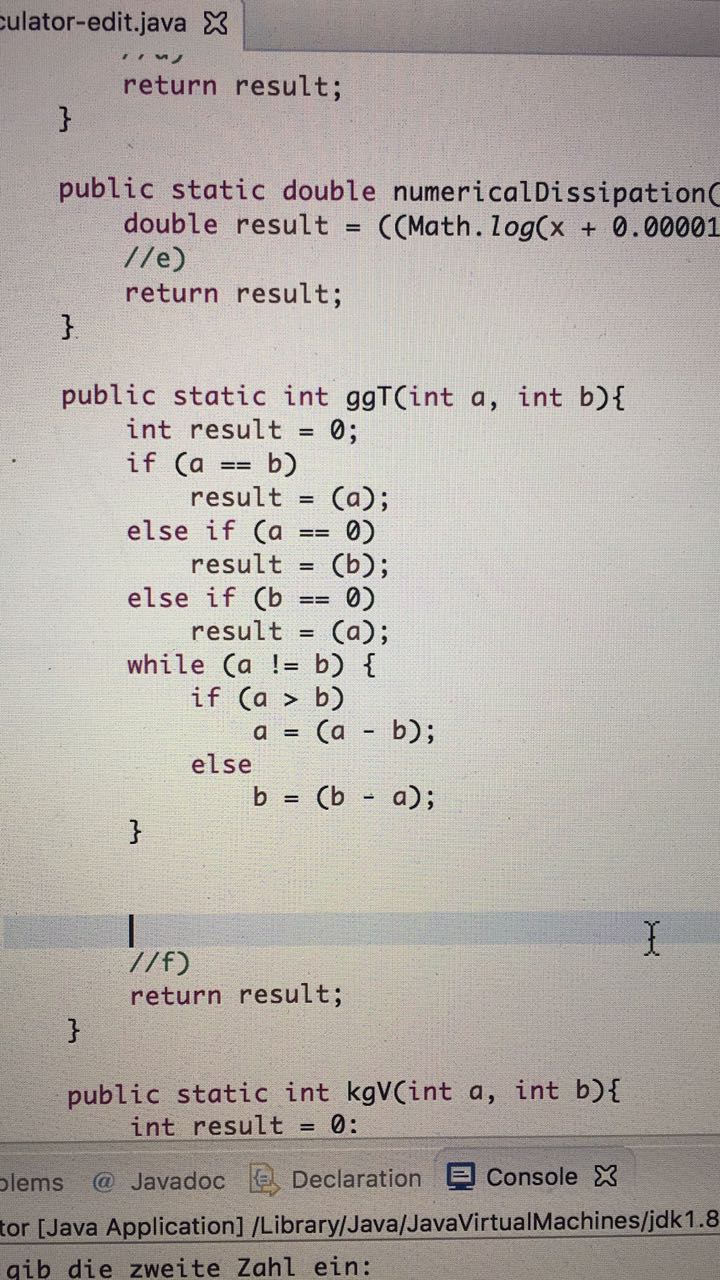 culator-edit.java
return result;
}
public static double numericalDissipation(
double result = ((Math.log(x + 0.00001
//e)
return result;
}
public static int ggT(int a, int b){
int result = 0;
if (a == b)
result = (a);
else if (a == 0)
result = (b);
else if (b == 0)
result = (a);
while (a != b) {
if (a > b)
a = (a - b);
else
b = (b - a);
}
//f)
return result;
}
public static int kgV(int a, int b){
int result = 0:
blems @ Javadoc Declaration Console
tor [Java Application] /Library/Java/JavaVirtualMachines/jdk1.8
gib die zweite Zahl ein: